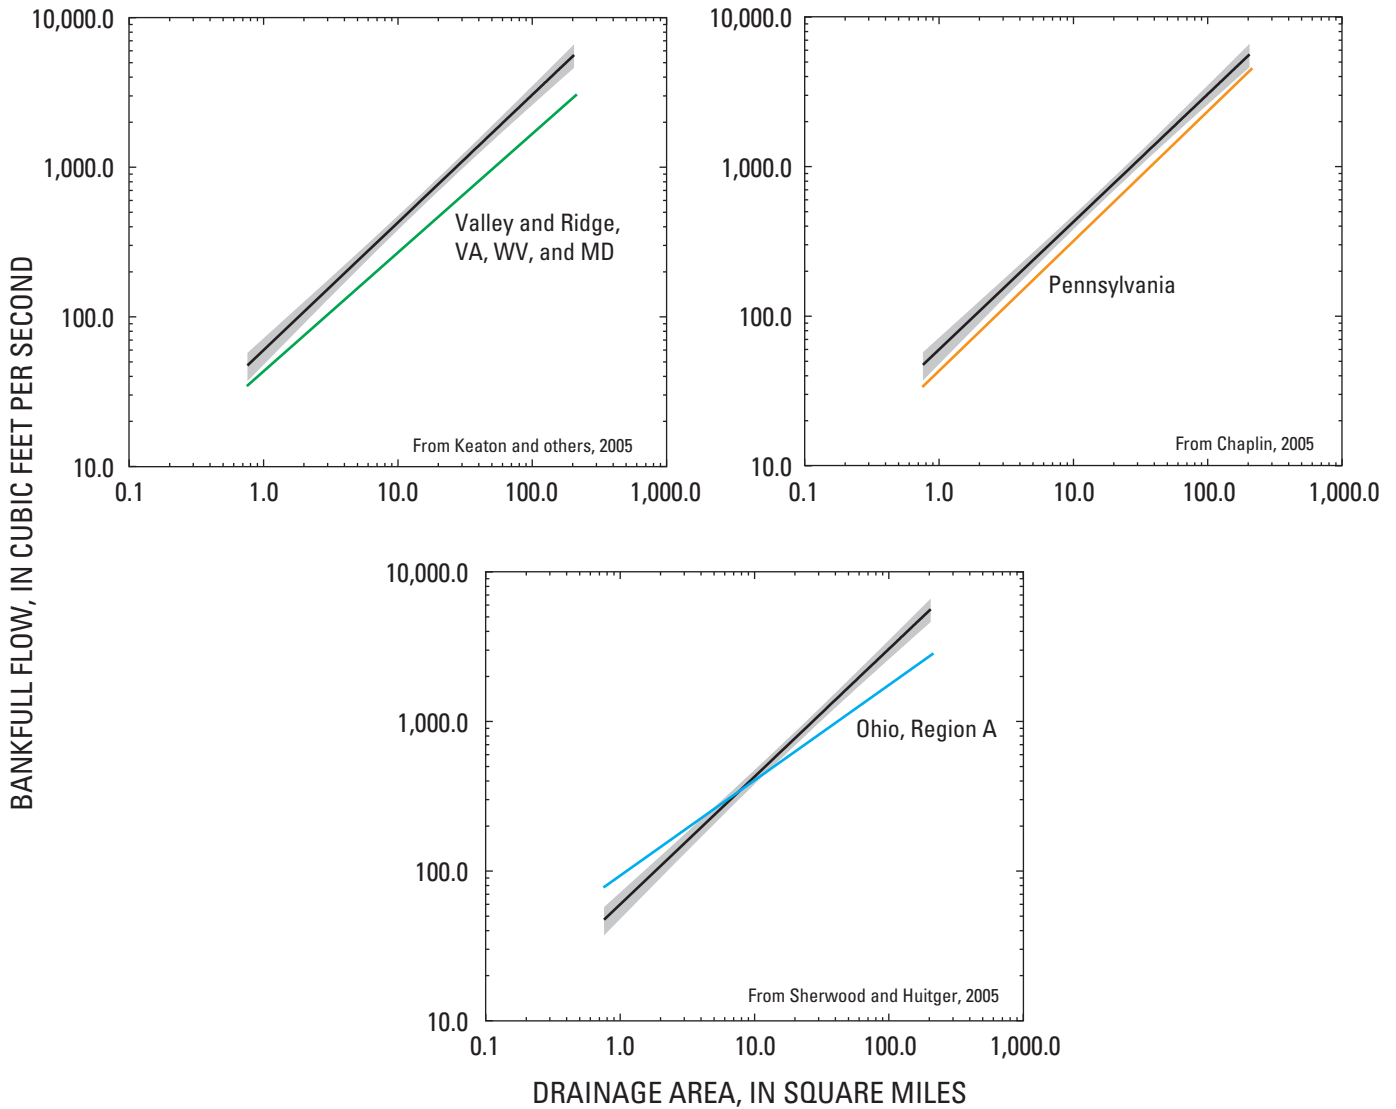 BANKFULL FLOW, IN CUBIC FEET PER SECOND
10,000.0
1,000.0
100.0
10.0
Valley and Ridge,
VA, WV, and MD
From Keaton and others, 2005
0.1 1.0 10.0 100.0 1,000.0
10,000.0
1,000.0
100.0
10.0
Pennsylvania
From Chaplin, 2005
0.1 1.0 10.0 100.0 1,000.0
10,000.0
1,000.0
100.0
10.0
Ohio, Region A
From Sherwood and Huitger, 2005
0.1 1.0 10.0 100.0 1,000.0
DRAINAGE AREA, IN SQUARE MILES